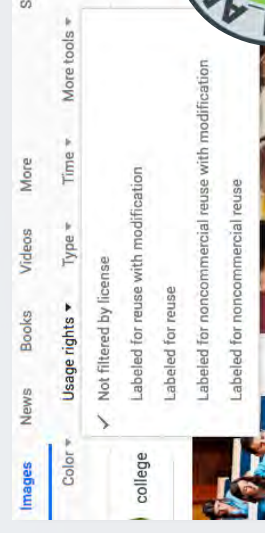 Images News Books Videos More S
Color Usage rights Type Time More tools
Not filtered by license
Labeled for reuse with modification
Labeled for reuse
Labeled for noncommercial reuse with modification
Labeled for noncommercial reuse
college